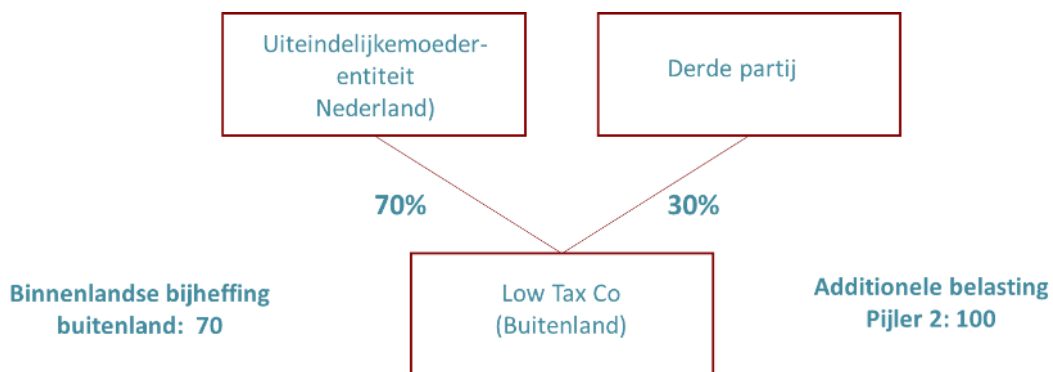 Uiteindelijkemoeder-
entiteit
Nederland)
Derde partij
70%
30%
Binnenlandse bijheffing
buitenland: 70
Low Tax Co
(Buitenland)
Additionele belasting
Pijler 2: 100